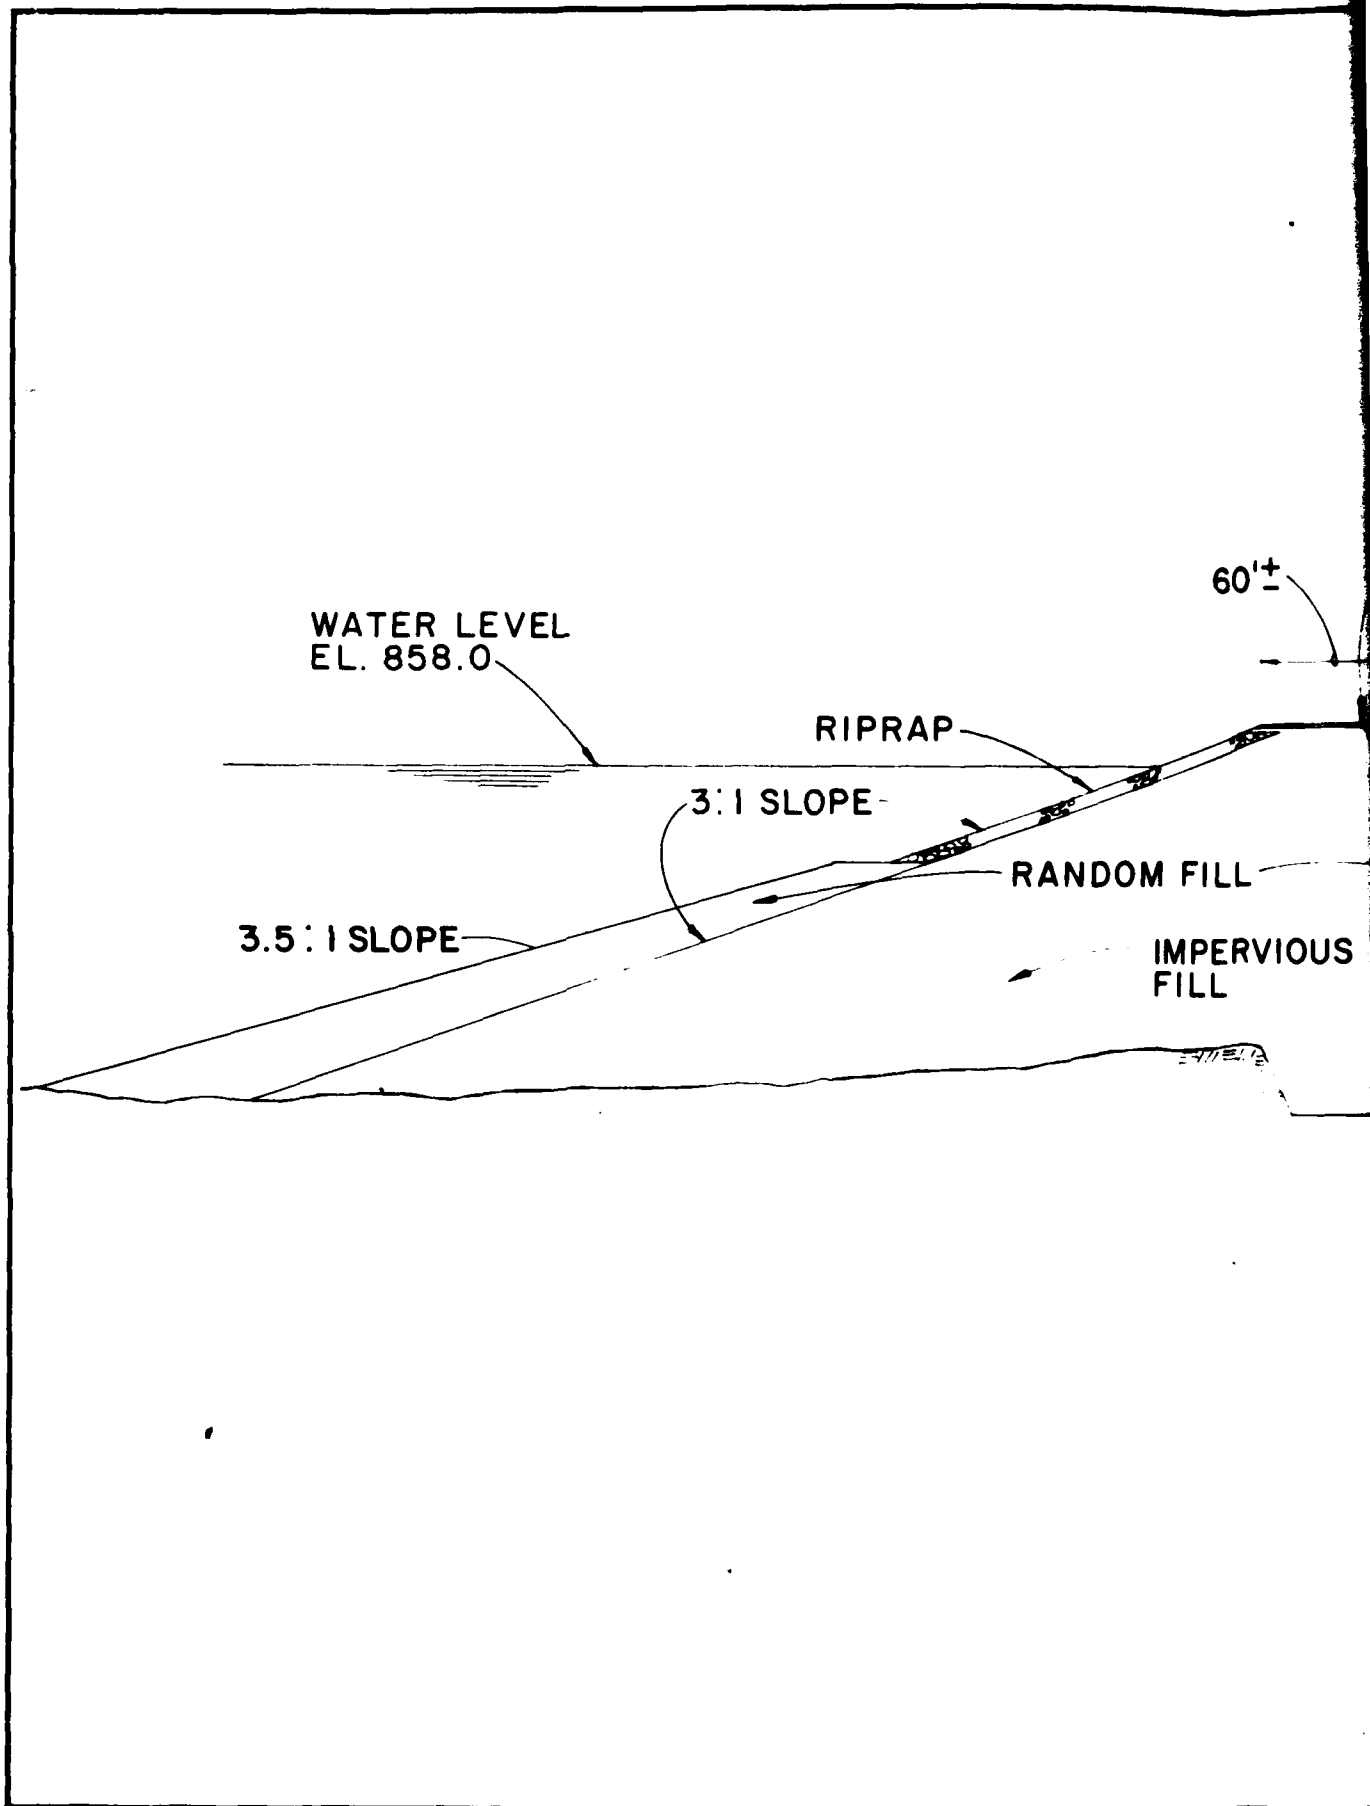 60'±
WATER LEVEL
EL. 858.0
RIPRAP
3:1 SLOPE
RANDOM FILL
3.5:1 SLOPE
IMPERVIOUS
FILL